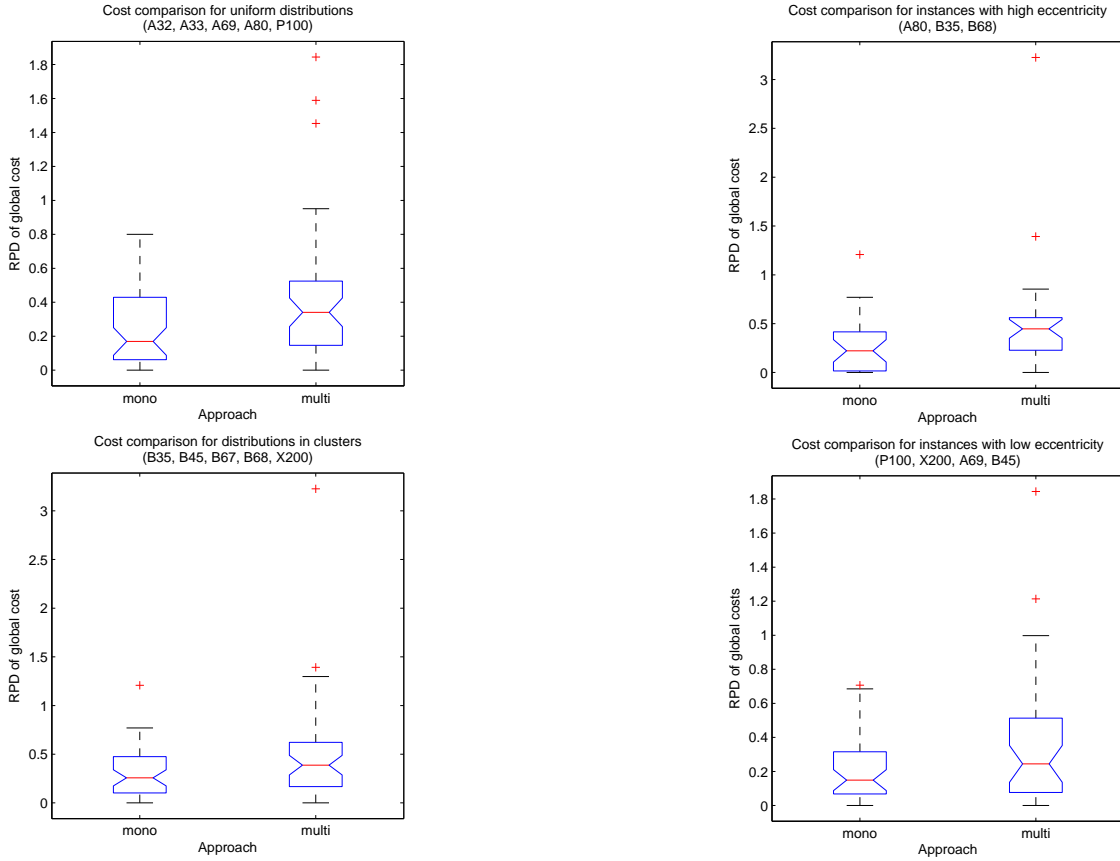 Cost comparison for uniform distributions
(A32, A33, A69, A80, P100)
1.8
1.6
1.4
1.2
1
0.8
0.6
0.4
0.2
0
RPD of global cost
mono
multi
Approach
Cost comparison for instances with high eccentricity
(A80, B35, B68)
3
2.5
2
1.5
1
0.5
0
RPD of global cost
mono
multi
Approach
Cost comparison for distributions in clusters
(B35, B45, B67, B68, X200)
3
2.5
2
1.5
1
0.5
0
RPD of global cost
mono
multi
Approach
Cost comparison for instances with low eccentricity
(P100, X200, A69, B45)
1.8
1.6
1.4
1.2
1
0.8
0.6
0.4
0.2
0
RPD of global costs
mono
multi
Approach